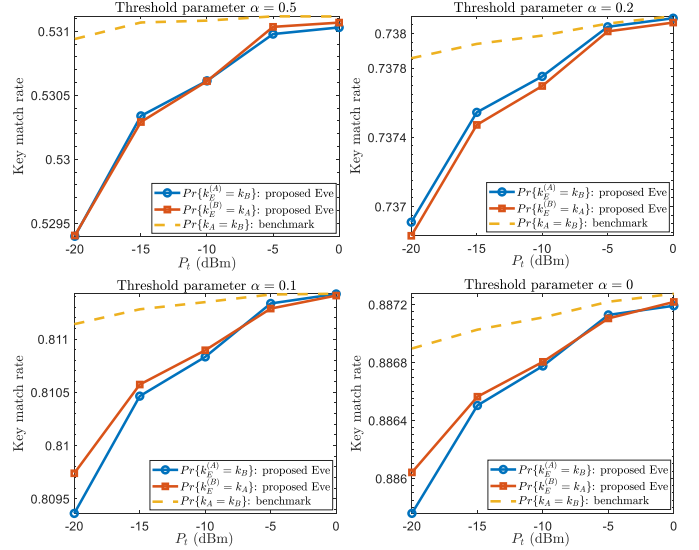 Threshold parameter α = 0.5
Key match rate
0.531
0.5305
0.53
0.5295
-20 -15 -10 -5 0
P_t (dBm)
Pr{k_E^(A) = k_B}: proposed Eve
Pr{k_E^(B) = k_A}: proposed Eve
Pr{k_A = k_B}: benchmark
Threshold parameter α = 0.2
Key match rate
0.738
0.7378
0.7374
0.737
-20 -15 -10 -5 0
P_t (dBm)
Pr{k_E^(A) = k_B}: proposed Eve
Pr{k_E^(B) = k_A}: proposed Eve
Pr{k_A = k_B}: benchmark
Threshold parameter α = 0.1
Key match rate
0.811
0.8105
0.81
0.8095
-20 -15 -10 -5 0
P_t (dBm)
Pr{k_E^(A) = k_B}: proposed Eve
Pr{k_E^(B) = k_A}: proposed Eve
Pr{k_A = k_B}: benchmark
Threshold parameter α = 0
Key match rate
0.8872
0.8868
0.8864
0.886
-20 -15 -10 -5 0
P_t (dBm)
Pr{k_E^(A) = k_B}: proposed Eve
Pr{k_E^(B) = k_A}: proposed Eve
Pr{k_A = k_B}: benchmark